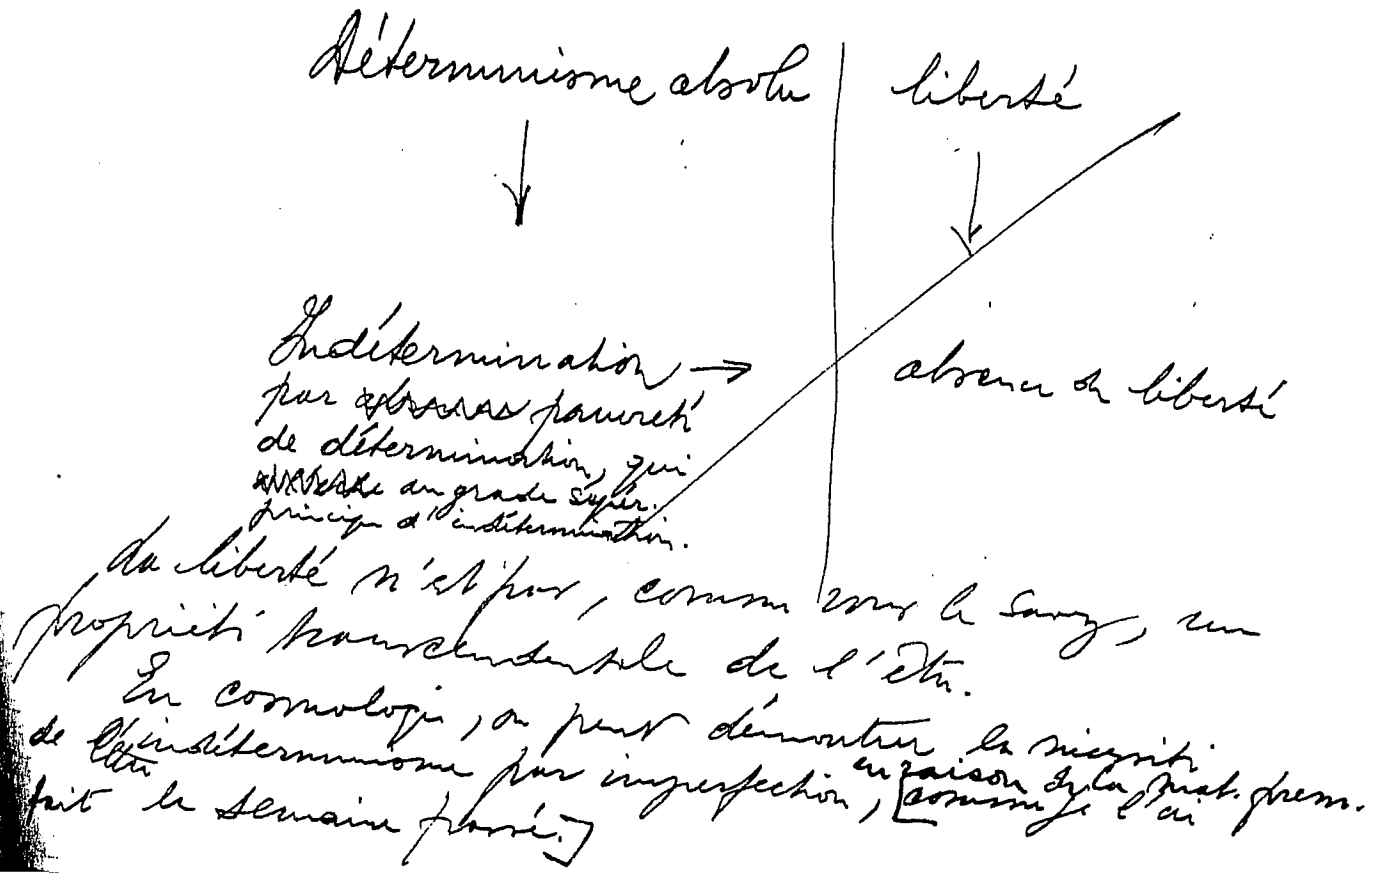 Déterminisme absolu | liberté
↓ ↓
Indétermination → absence de liberté
par pauvreté
de détermination, qui
au grade supér.
principe d'indétermination.
La liberté n'est pas, comme vous le savez, une
propriété transcendentale de l'être.
En cosmologie, on peut démontrer la nécessité
de l'indéterminisme par imperfection, en raison de la mat. prem.
[comme je l'ai
fait la semaine passée.]